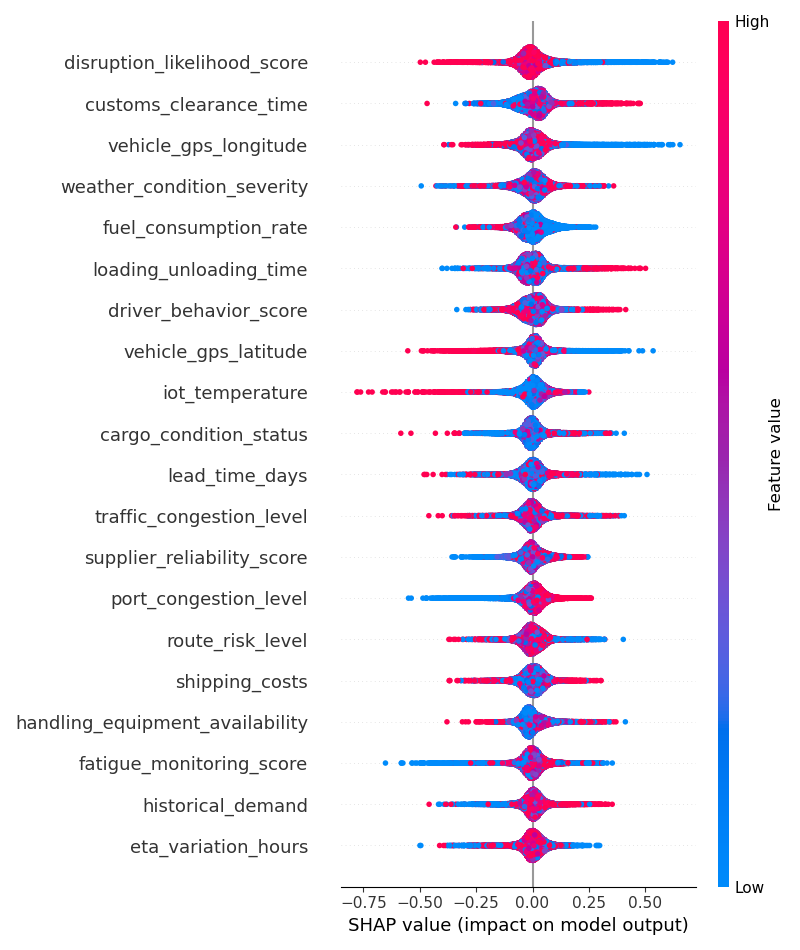 High
disruption_likelihood_score
customs_clearance_time
vehicle_gps_longitude
weather_condition_severity
fuel_consumption_rate
loading_unloading_time
driver_behavior_score
vehicle_gps_latitude
iot_temperature
cargo_condition_status
lead_time_days
traffic_congestion_level
supplier_reliability_score
port_congestion_level
route_risk_level
shipping_costs
handling_equipment_availability
fatigue_monitoring_score
historical_demand
eta_variation_hours
Feature value
Low
−0.75 −0.50 −0.25 0.00 0.25 0.50
SHAP value (impact on model output)